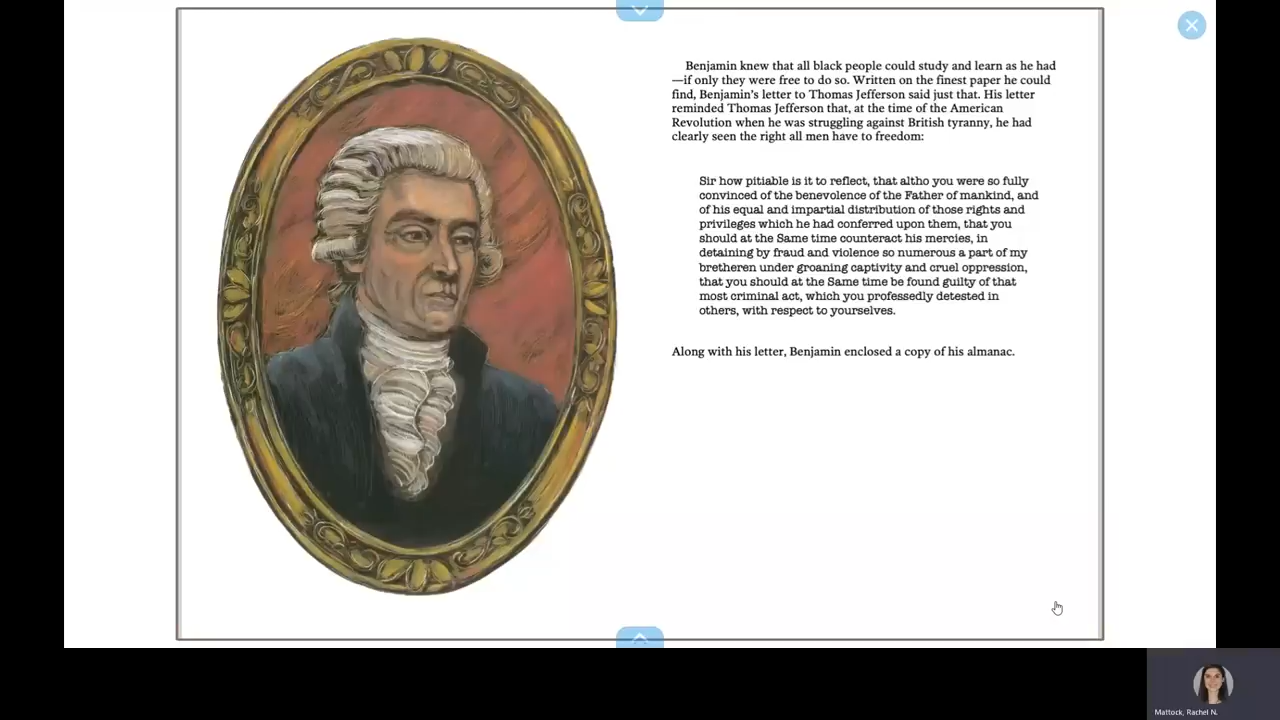 Benjamin knew that all black people could study and learn as he had
—if only they were free to do so. Written on the finest paper he could
find, Benjamin's letter to Thomas Jefferson said just that. His letter
reminded Thomas Jefferson that, at the time of the American
Revolution when he was struggling against British tyranny, he had
clearly seen the right all men have to freedom:
Sir how pitiable is it to reflect, that altho you were so fully
convinced of the benevolence of the Father of mankind, and
of his equal and impartial distribution of those rights and
privileges which he had conferred upon them, that you
should at the Same time counteract his mercies, in
detaining by fraud and violence so numerous a part of my
bretheren under groaning captivity and cruel oppression,
that you should at the Same time be found guilty of that
most criminal act, which you professedly detested in
others, with respect to yourselves.
Along with his letter, Benjamin enclosed a copy of his almanac.
Mattock, Rachel N.